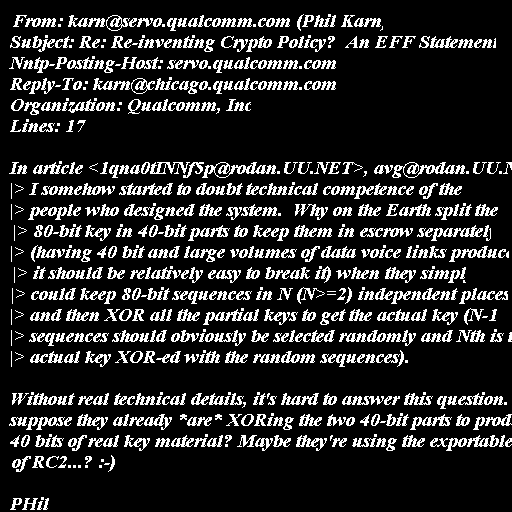 From: karn@servo.qualcomm.com (Phil Karn
Subject: Re: Re-inventing Crypto Policy?  An EFF Statement
Nntp-Posting-Host: servo.qualcomm.com
Reply-To: karn@chicago.qualcomm.com
Organization: Qualcomm, Inc
Lines: 17

In article <1qna0tINNf5p@rodan.UU.NET>, avg@rodan.UU.N
|> I somehow started to doubt technical competence of the
|> people who designed the system.  Why on the Earth split the
|> 80-bit key in 40-bit parts to keep them in escrow separately
|> (having 40 bit and large volumes of data voice links produce
|> it should be relatively easy to break it) when they simpl
|> could keep 80-bit sequences in N (N>=2) independent places
|> and then XOR all the partial keys to get the actual key (N-1
|> sequences should obviously be selected randomly and Nth is t
|> actual key XOR-ed with the random sequences).

Without real technical details, it's hard to answer this question.
suppose they already *are* XORing the two 40-bit parts to prod
40 bits of real key material? Maybe they're using the exportable
of RC2...? :-)

PHil